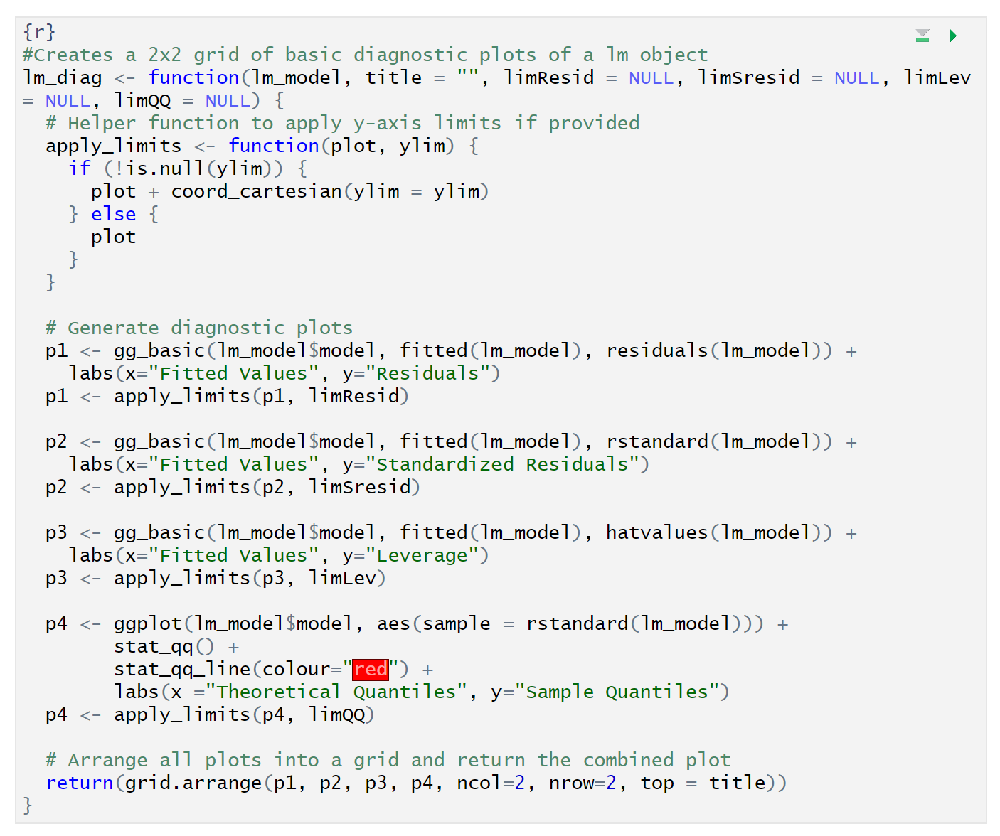 {r}
#Creates a 2x2 grid of basic diagnostic plots of a lm object
lm_diag <- function(lm_model, title = "", limResid = NULL, limSresid = NULL, limLev
= NULL, limQQ = NULL) {
  # Helper function to apply y-axis limits if provided
  apply_limits <- function(plot, ylim) {
    if (!is.null(ylim)) {
      plot + coord_cartesian(ylim = ylim)
    } else {
      plot
    }
  }

  # Generate diagnostic plots
  p1 <- gg_basic(lm_model$model, fitted(lm_model), residuals(lm_model)) +
    labs(x="Fitted Values", y="Residuals")
  p1 <- apply_limits(p1, limResid)

  p2 <- gg_basic(lm_model$model, fitted(lm_model), rstandard(lm_model)) +
    labs(x="Fitted Values", y="Standardized Residuals")
  p2 <- apply_limits(p2, limSresid)

  p3 <- gg_basic(lm_model$model, fitted(lm_model), hatvalues(lm_model)) +
    labs(x="Fitted Values", y="Leverage")
  p3 <- apply_limits(p3, limLev)

  p4 <- ggplot(lm_model$model, aes(sample = rstandard(lm_model))) +
        stat_qq() +
        stat_qq_line(colour="red") +
        labs(x ="Theoretical Quantiles", y="Sample Quantiles")
  p4 <- apply_limits(p4, limQQ)

  # Arrange all plots into a grid and return the combined plot
  return(grid.arrange(p1, p2, p3, p4, ncol=2, nrow=2, top = title))
}